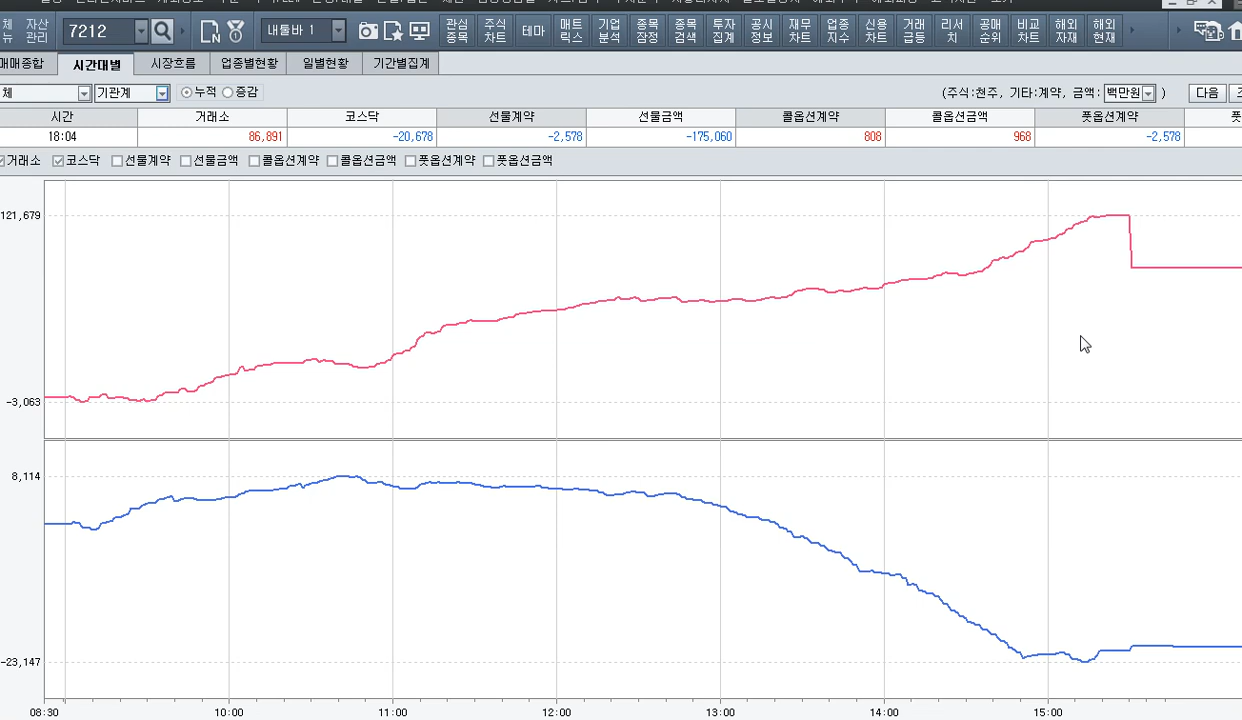 체
뉴
자산
관리
7212
내툴바 1
관심
종목
주식
차트
테마
매트
릭스
기업
분석
종목
잠정
종목
검색
투자
집계
공시
정보
재무
차트
업종
지수
신용
차트
거래
급등
리서
치
공매
순위
비교
차트
해외
자재
해외
현재
매매종합
시간대별
시장흐름
업종별현황
일별현황
기간별집계
체
기관계
누적
증감
(주식:천주, 기타:계약, 금액: 백만원 )
다음
시간 거래소 코스닥 선물계약 선물금액 콜옵션계약 콜옵션금액 풋옵션계약 풋
18:04 86,891 -20,678 -2,578 -175,060 808 968 -2,578
거래소 코스닥 선물계약 선물금액 콜옵션계약 콜옵션금액 풋옵션계약 풋옵션금액
121,679
-3,063
8,114
-23,147
08:30 10:00 11:00 12:00 13:00 14:00 15:00